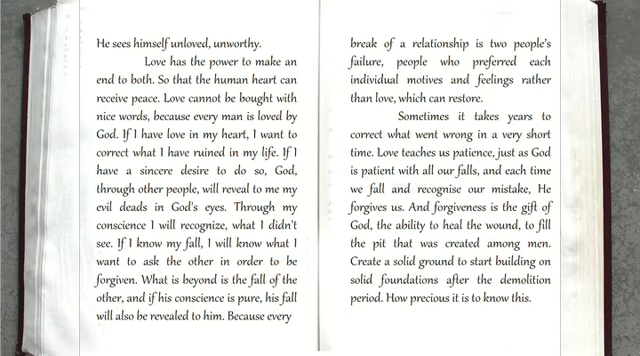 He sees himself unloved, unworthy.
Love has the power to make an
end to both. So that the human heart can
receive peace. Love cannot be bought with
nice words, because every man is loved by
God. If I have love in my heart, I want to
correct what I have ruined in my life. If I
have a sincere desire to do so, God,
through other people, will reveal to me my
evil deads in God's eyes. Through my
conscience I will recognize, what I didn't
see. If I know my fall, I will know what I
want to ask the other in order to be
forgiven. What is beyond is the fall of the
other, and if his conscience is pure, his fall
will also be revealed to him. Because every
break of a relationship is two people's
failure, people who preferred each
individual motives and feelings rather
than love, which can restore.
Sometimes it takes years to
correct what went wrong in a very short
time. Love teaches us patience, just as God
is patient with all our falls, and each time
we fall and recognise our mistake, He
forgives us. And forgiveness is the gift of
God, the ability to heal the wound, to fill
the pit that was created among men.
Create a solid ground to start building on
solid foundations after the demolition
period. How precious it is to know this.